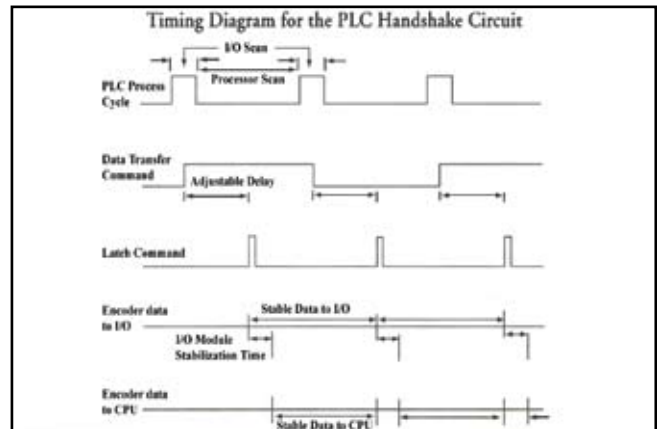 Timing Diagram for the PLC Handshake Circuit
I/O Scan
Processor Scan
PLC Process
Cycle
Data Transfer
Command
Adjustable Delay
Latch Command
Stable Data to I/O
Encoder data
to I/O
I/O Module
Stabilization Time
Encoder data
to CPU
Stable Data to CPU